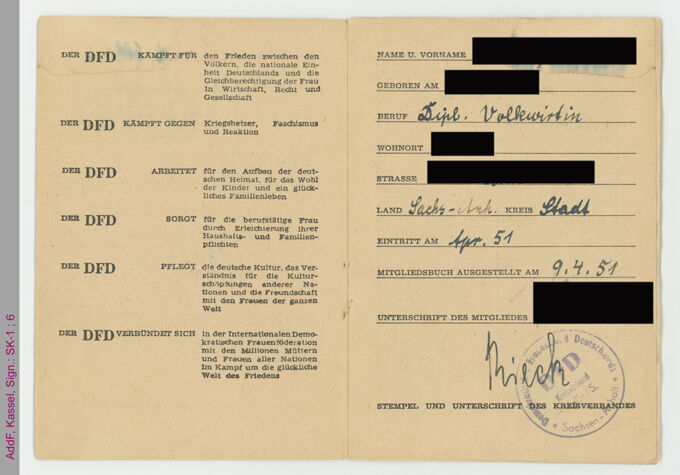 DER DFD KÄMPFT FÜR den Frieden zwischen den
Völkern, die nationale Ein-
heit Deutschlands und die
Gleichberechtigung der Frau
in Wirtschaft, Recht und
Gesellschaft
DER DFD KÄMPFT GEGEN Kriegshetzer, Faschismus
und Reaktion
DER DFD ARBEITET für den Aufbau der deut-
schen Heimat, für das Wohl
der Kinder und ein glück-
liches Familienleben
DER DFD SORGT für die berufstätige Frau
durch Erleichterung ihrer
Haushalts- und Familien-
pflichten
DER DFD PFLEGT die deutsche Kultur, das Ver-
ständnis für die Kultur-
schöpfungen anderer Na-
tionen und die Freundschaft
mit den Frauen der ganzen
Welt
DER DFD VERBÜNDET SICH in der Internationalen Demo-
kratischen Frauenföderation
mit den Millionen Müttern
und Frauen aller Nationen
im Kampf um die glückliche
Welt des Friedens
NAME U. VORNAME
GEBOREN AM
BERUF Dipl. Volkwirtin
WOHNORT
STRASSE
LAND Sachs-Anh. KREIS Stadt
EINTRITT AM Apr. 51
MITGLIEDSBUCH AUSGESTELLT AM 9.4.51
UNTERSCHRIFT DES MITGLIEDES
Rieck
Frauenbund Deutschlands
DFD
Sachsen-Anhalt
STEMPEL UND UNTERSCHRIFT DES KREISVERBANDES
AddF, Kassel, Sign.: SK-1 ; 6